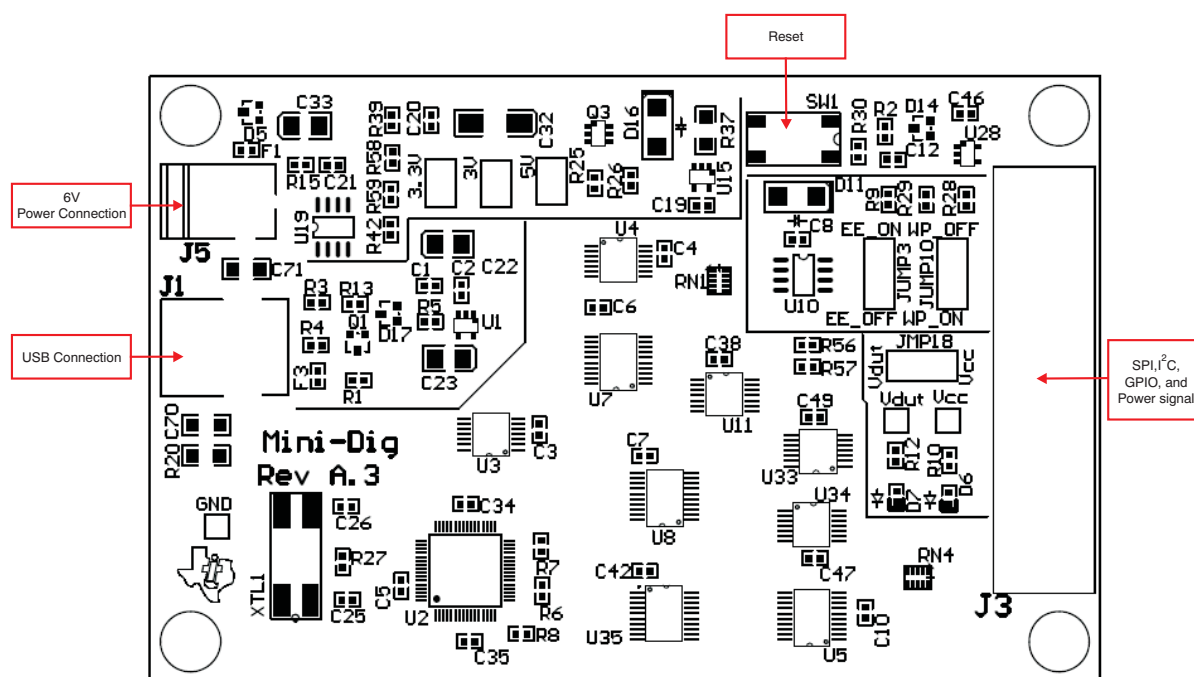 Reset
C33
D5
F1
R39
C20
C32
Q3
D16
R37
SW1
R30
R2
D14
C46
U28
C12
R15
C21
R58
R59
R42
U19
3.3V
3V
5V
R25
R26
U15
C19
6V
Power Connection
J5
C71
J1
USB Connection
R3
R13
R4
Q1
D17
F3
R1
C1
C2
C22
R5
U1
C23
U4
C4
RN1
C6
U7
C38
U11
D11
R9
R29
R28
C8
U10
EE_ON
WP_OFF
JUMP3
JUMP10
EE_OFF
WP_ON
R56
R57
JMP18
Vdut
Vcc
Vdut
Vcc
R12
R10
D7
D6
SPI,I²C,
GPIO, and
Power signal
C70
R20
Mini-Dig
Rev A.3
GND
XTL1
C26
R27
C25
U3
C3
C34
C5
U2
C35
R7
R6
R8
C7
U8
C42
U35
C49
U33
U34
C47
U5
C10
RN4
J3